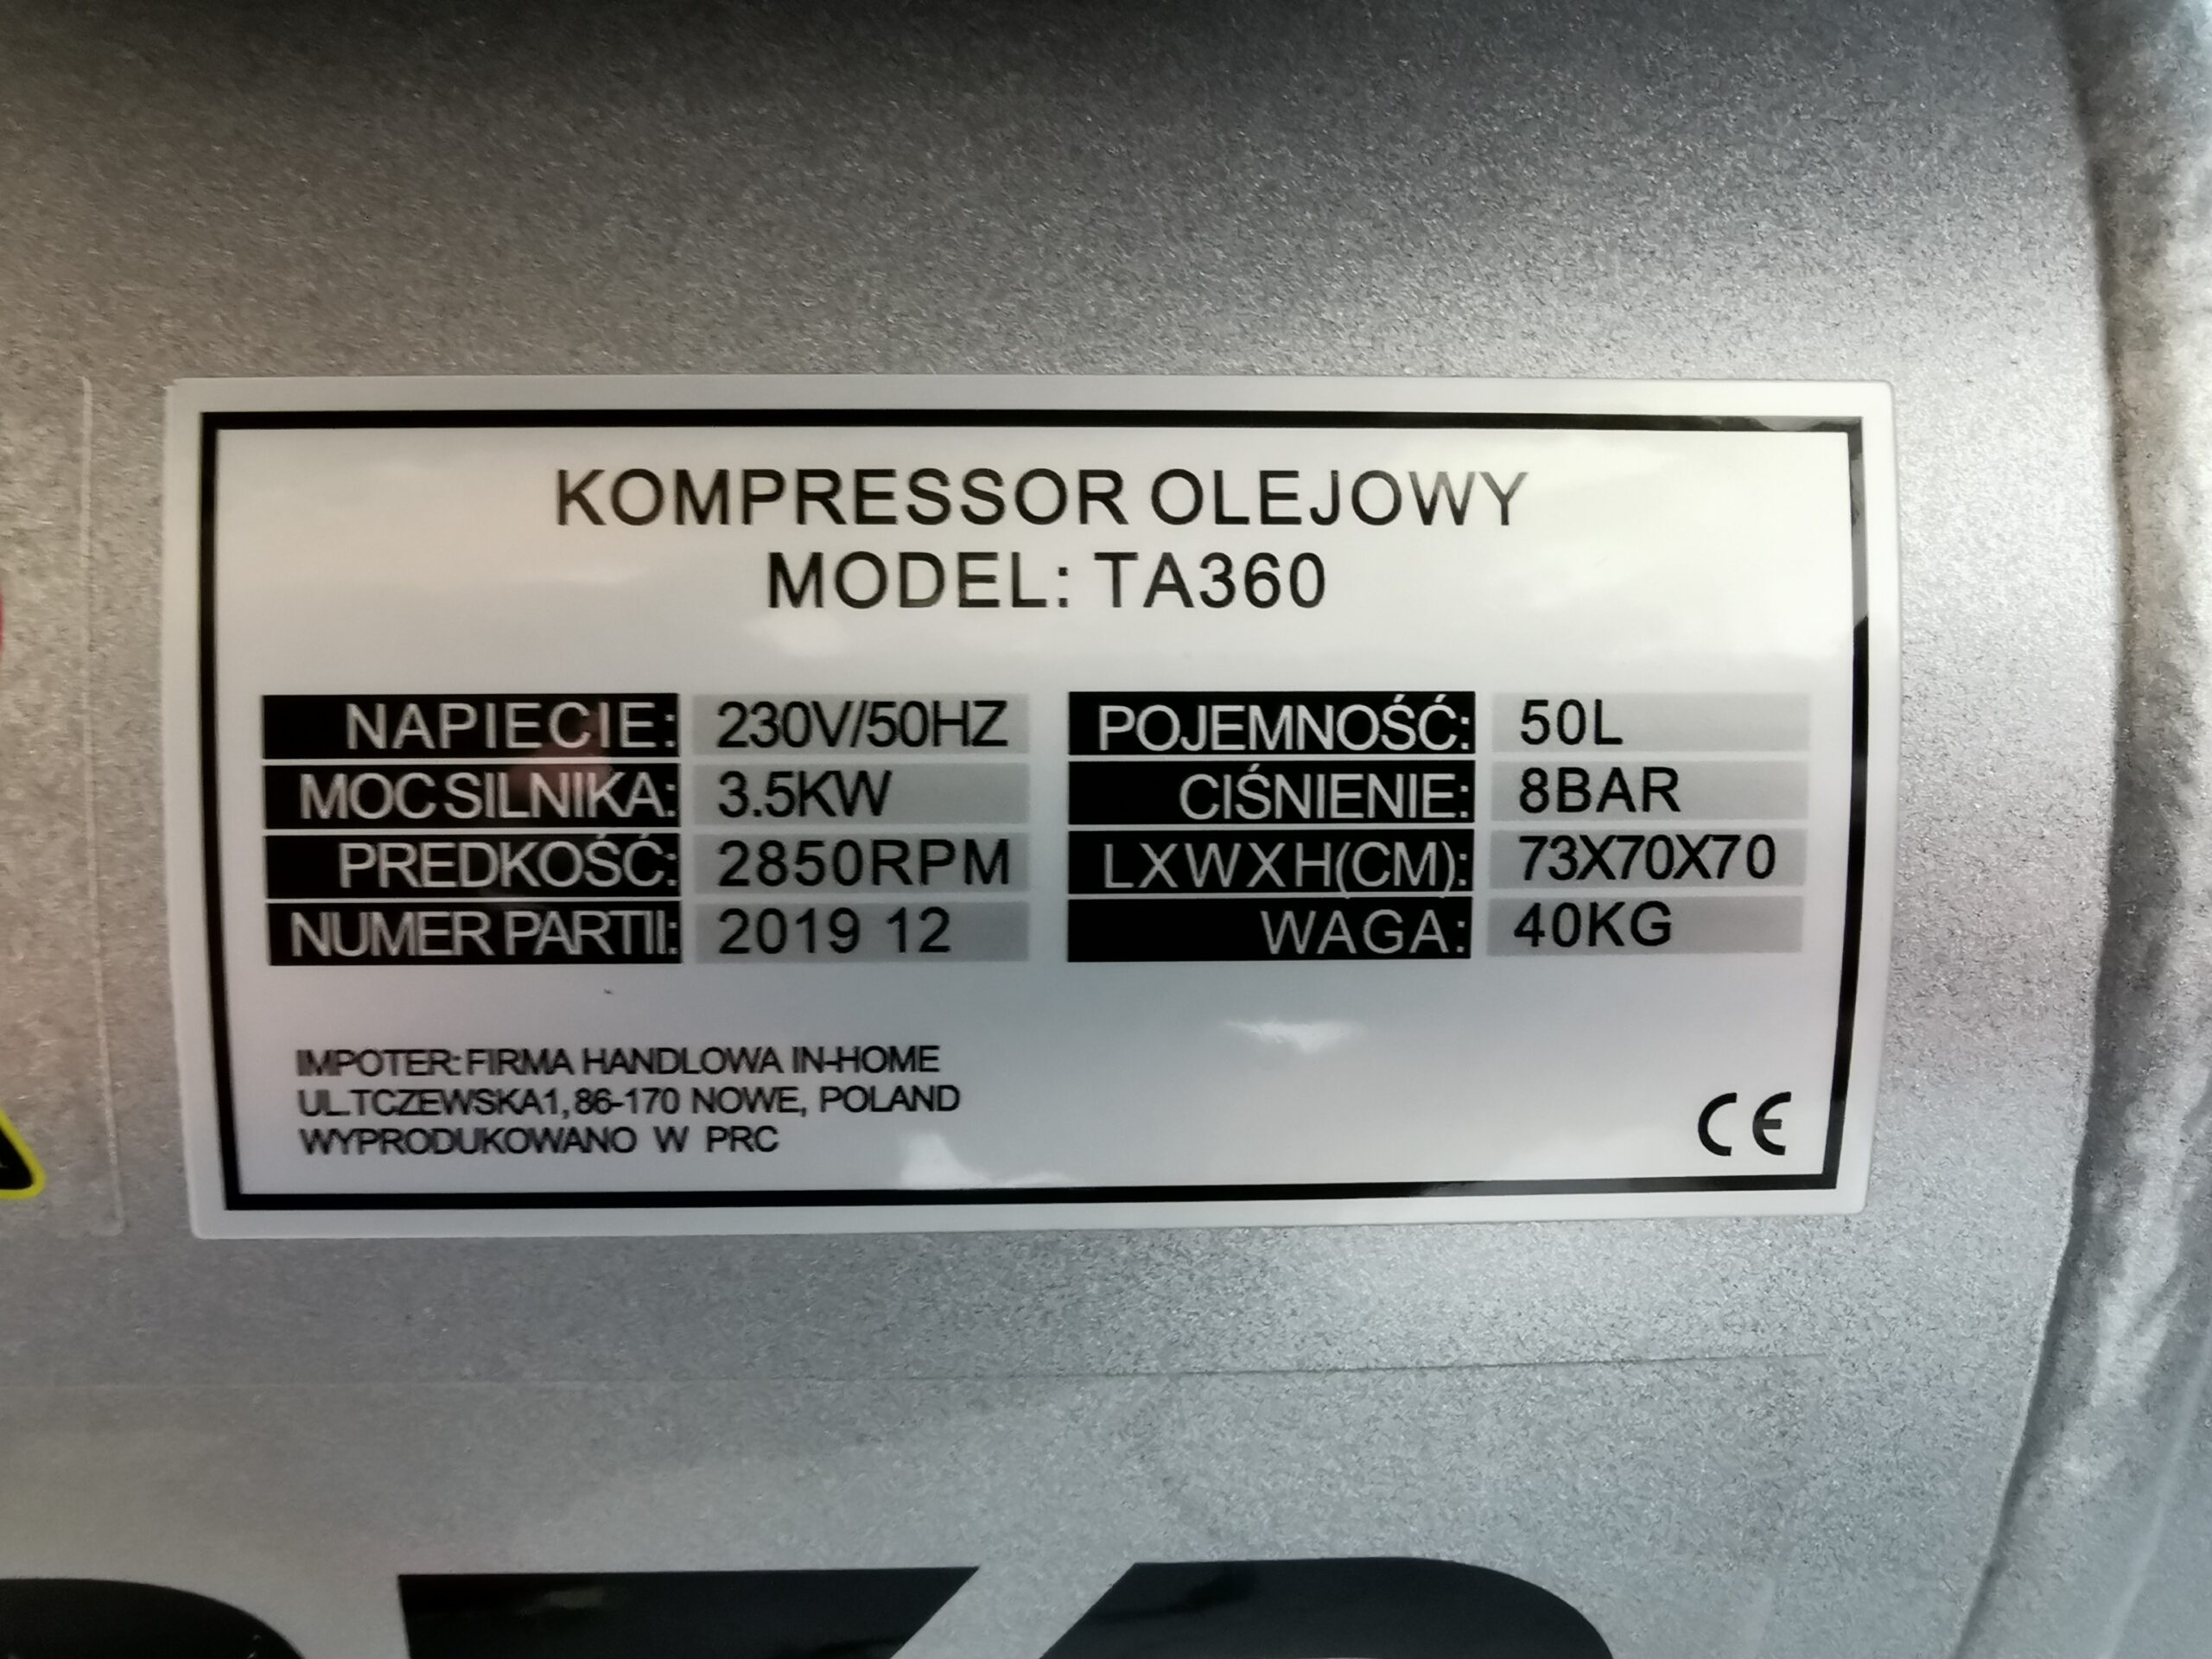 KOMPRESSOR OLEJOWY
MODEL: TA360
NAPIECIE: 230V/50HZ POJEMNOŚĆ: 50L
MOC SILNIKA: 3.5KW CIŚNIENIE: 8BAR
PREDKOŚĆ: 2850RPM LXWXH(CM): 73X70X70
NUMER PARTII: 2019 12 WAGA: 40KG
IMPOTER: FIRMA HANDLOWA IN-HOME
UL.TCZEWSKA1, 86-170 NOWE, POLAND
WYPRODUKOWANO W PRC
CE